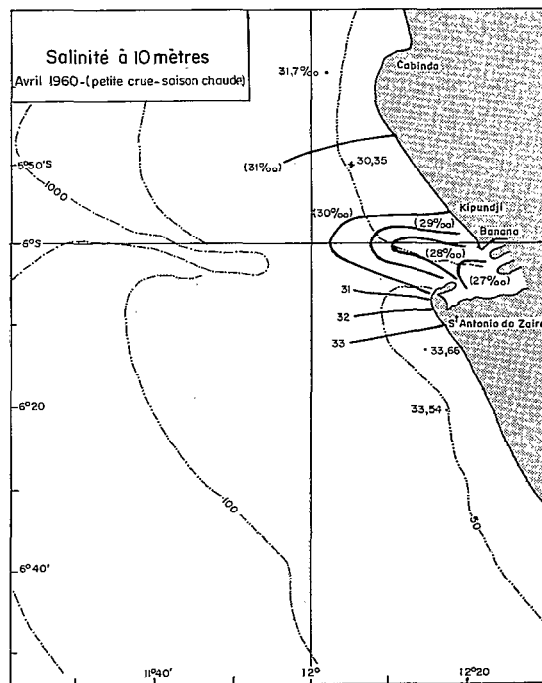 Salinité à 10 mètres
Avril 1960-(petite crue-saison chaude)
31,7‰
Cabinda
(31‰)
30,35
5°50'S
1000
(30‰)
Kipundji
(29‰)
Banana
6°S
(28‰)
(27‰)
31
32
Sᵗ Antonio do Zaire
33
33,66
6°20
33,54
100
50
6°40'
11°40'
12°
12°20